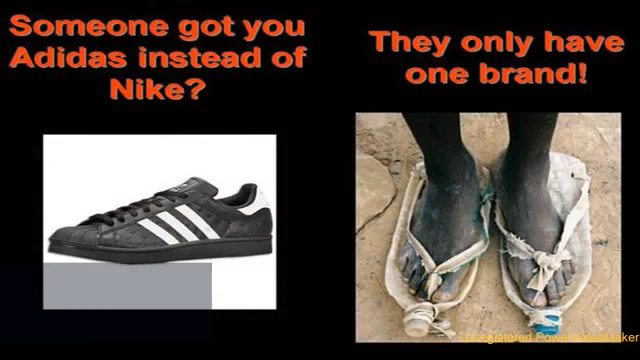 Someone got you
Adidas instead of
Nike?
They only have
one brand!